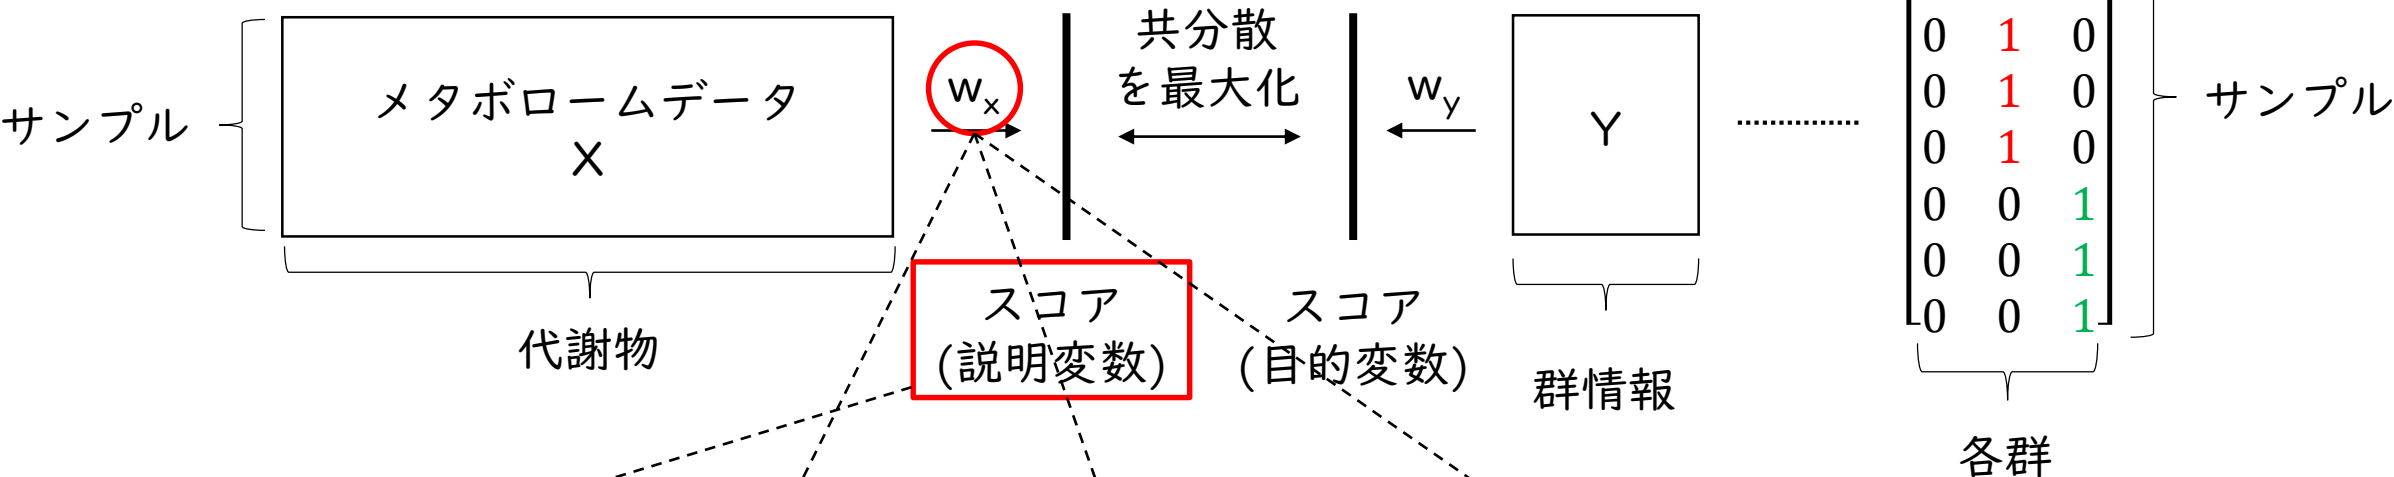 サンプル
メタボロームデータ
X
代謝物
wx
共分散
を最大化
wy
Y
スコア
(説明変数)
スコア
(目的変数)
群情報
0 1 0
0 1 0
0 1 0
0 0 1
0 0 1
0 0 1
サンプル
各群